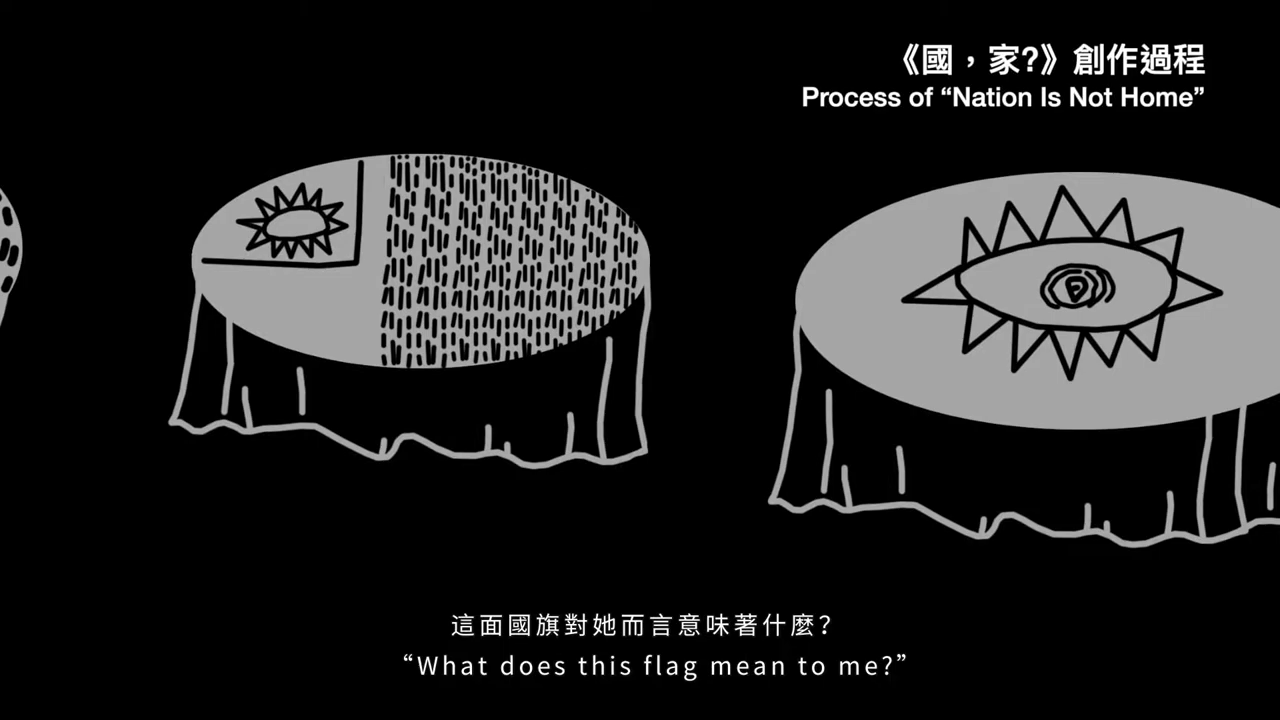 《國，家?》創作過程
Process of “Nation Is Not Home”
這面國旗對她而言意味著什麼?
“What does this flag mean to me?”